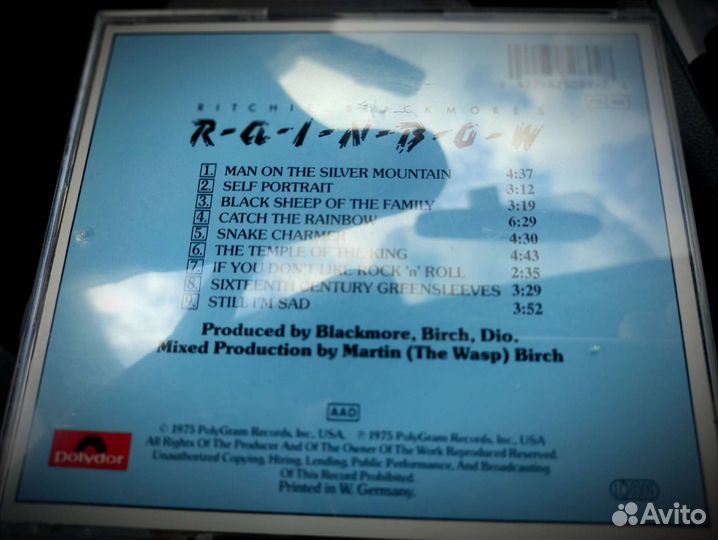 RITCHIE BLACKMORE'S
R-A-I-N-B-O-W
1. MAN ON THE SILVER MOUNTAIN 4:37
2. SELF PORTRAIT 3:12
3. BLACK SHEEP OF THE FAMILY 3:19
4. CATCH THE RAINBOW 6:29
5. SNAKE CHARMER 4:30
6. THE TEMPLE OF THE KING 4:43
7. IF YOU DON'T LIKE ROCK 'n' ROLL 2:35
8. SIXTEENTH CENTURY GREENSLEEVES 3:29
9. STILL I'M SAD 3:52
Produced by Blackmore, Birch, Dio.
Mixed Production by Martin (The Wasp) Birch
AAD
© 1975 PolyGram Records, Inc., USA. ℗ 1975 PolyGram Records, Inc., USA
All Rights Of The Producer And Of The Owner Of The Work Reproduced Reserved.
Unauthorized Copying, Hiring, Lending, Public Performance, And Broadcasting
Of This Record Prohibited.
Printed in W. Germany.
polydor
Avito